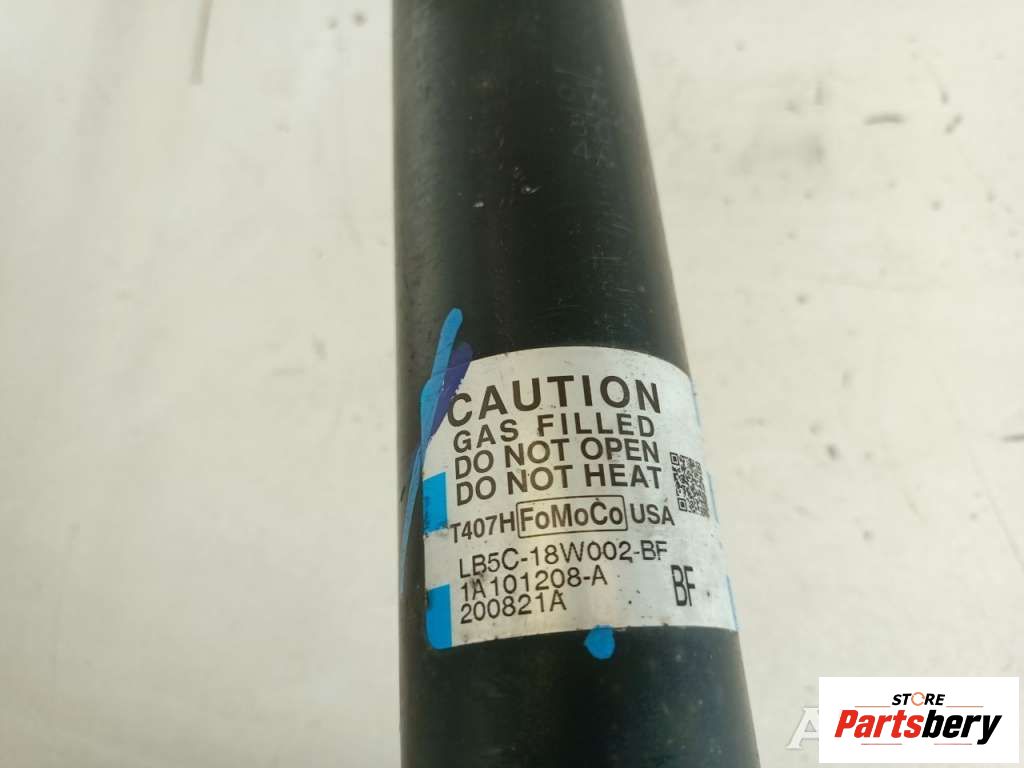 CAUTION
GAS FILLED
DO NOT OPEN
DO NOT HEAT
T407H FoMoCo USA
LB5C-18W002-BF
1A101208-A
200821A
BF
STORE
Partsbery